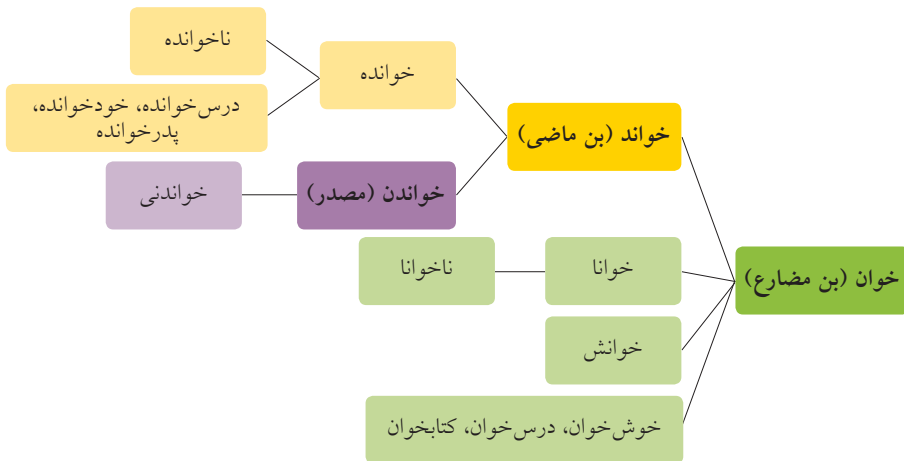 ناخوانده
خوانده
درس‌خوانده، خودخوانده،
پدرخوانده
خواند (بن ماضی)
خواندن (مصدر)
خواندنی
خوان (بن مضارع)
خوانا
ناخوانا
خوانش
خوش‌خوان، درس‌خوان، کتابخوان